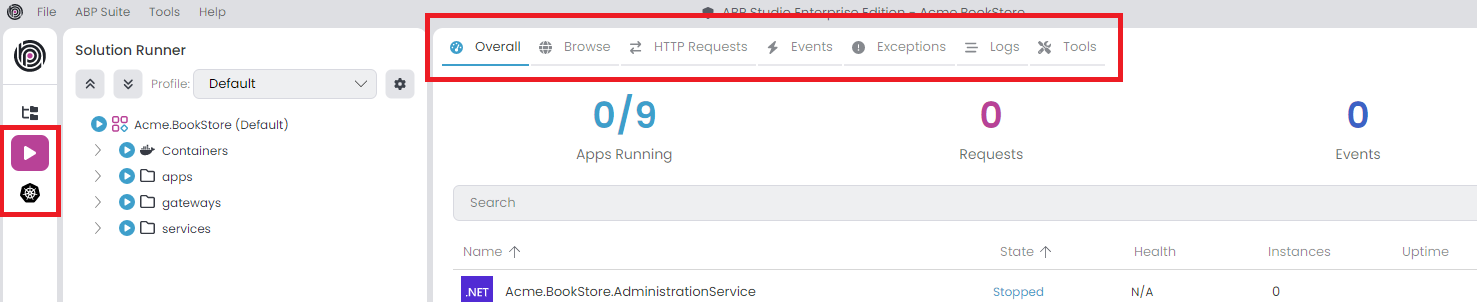 File ABP Suite Tools Help ABP Studio Enterprise Edition - Acme.BookStore
Solution Runner
Profile: Default
Acme.BookStore (Default)
Containers
apps
gateways
services
Overall Browse HTTP Requests Events Exceptions Logs Tools
0/9 0 0
Apps Running Requests Events
Search
Name State Health Instances Uptime
.NET Acme.BookStore.AdministrationService Stopped N/A 0